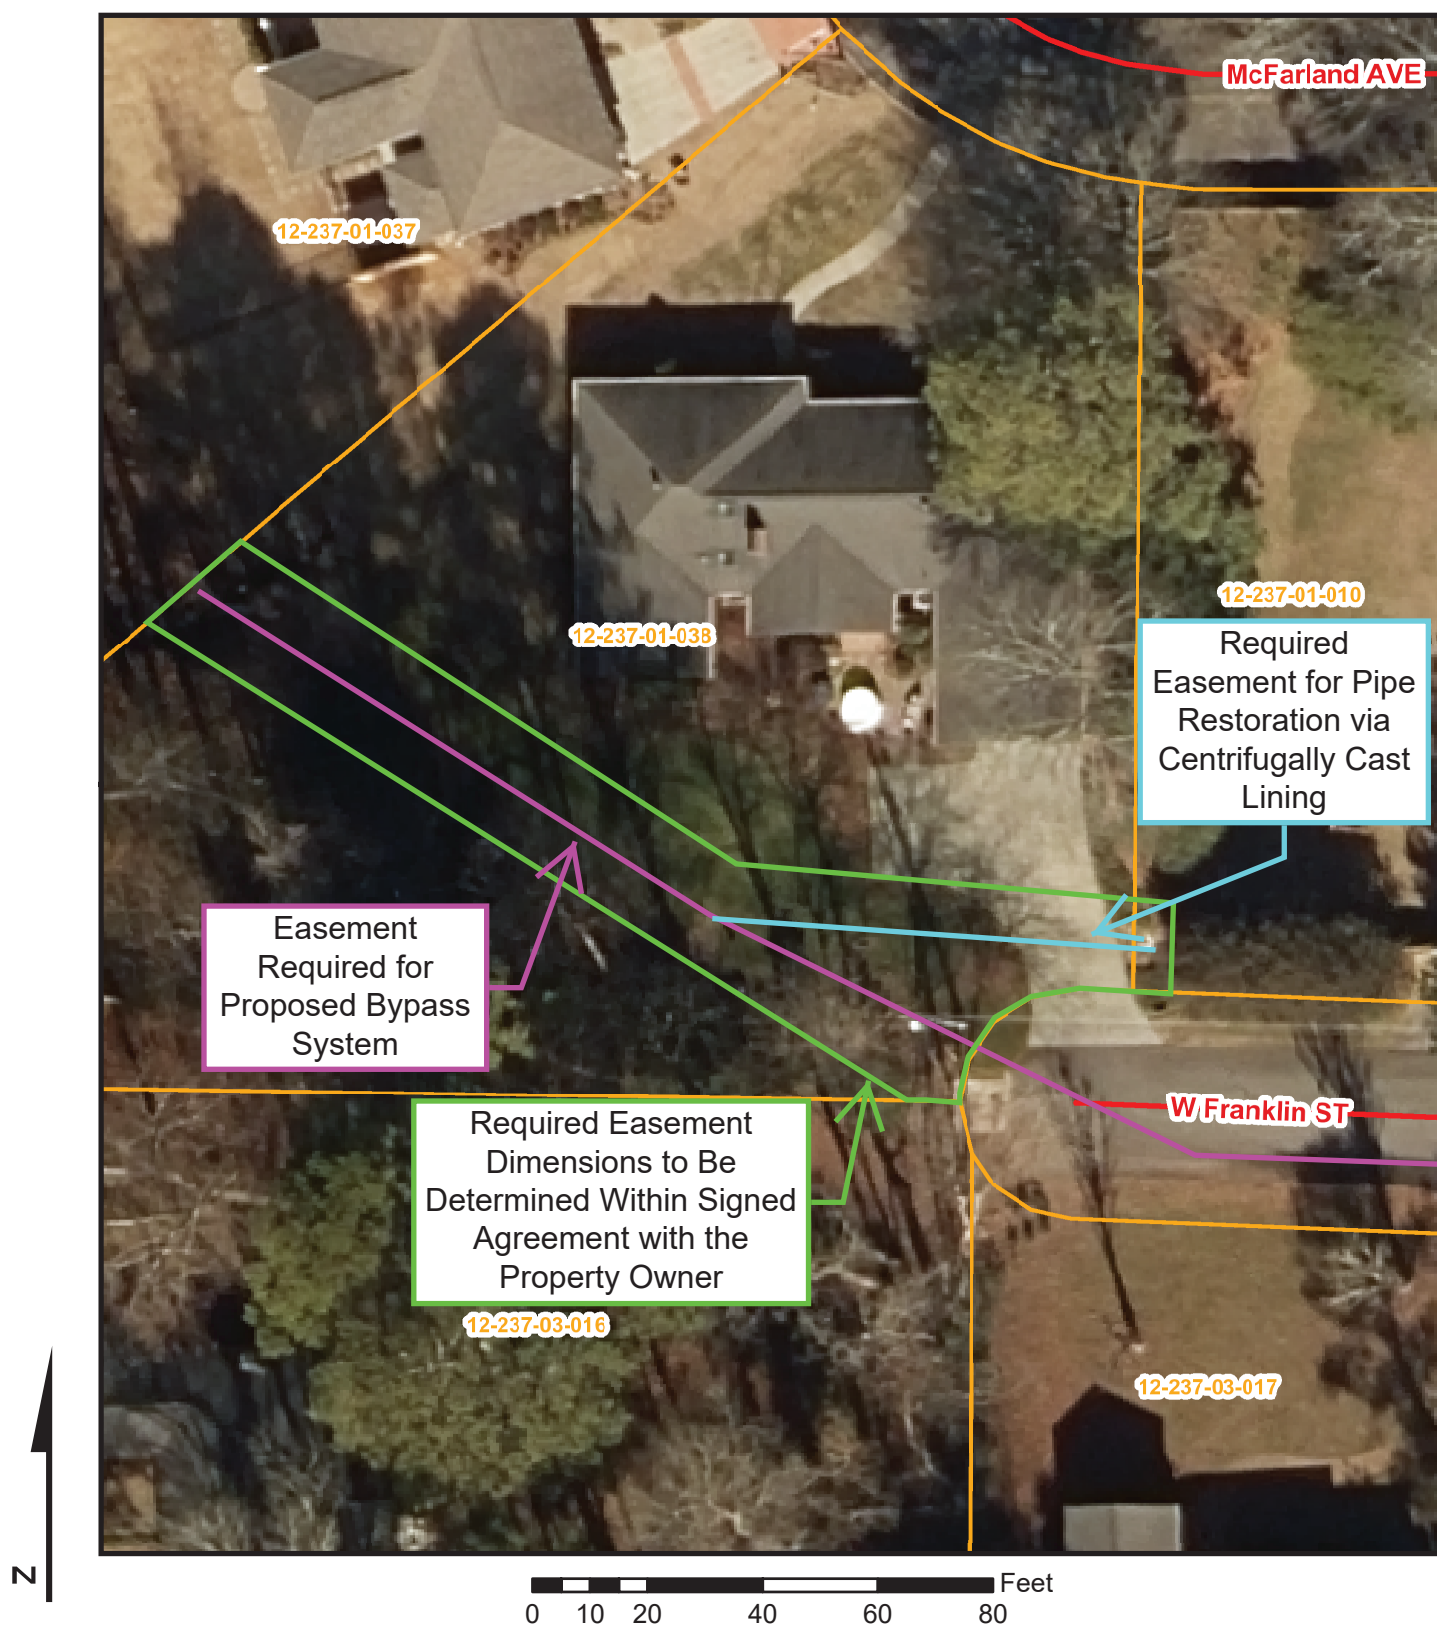 McFarland AVE
12-237-01-037
12-237-01-010
12-237-01-038
Required
Easement for Pipe
Restoration via
Centrifugally Cast
Lining
Easement
Required for
Proposed Bypass
System
W Franklin ST
Required Easement
Dimensions to Be
Determined Within Signed
Agreement with the
Property Owner
12-237-03-016
12-237-03-017
N
Feet
0 10 20 40 60 80